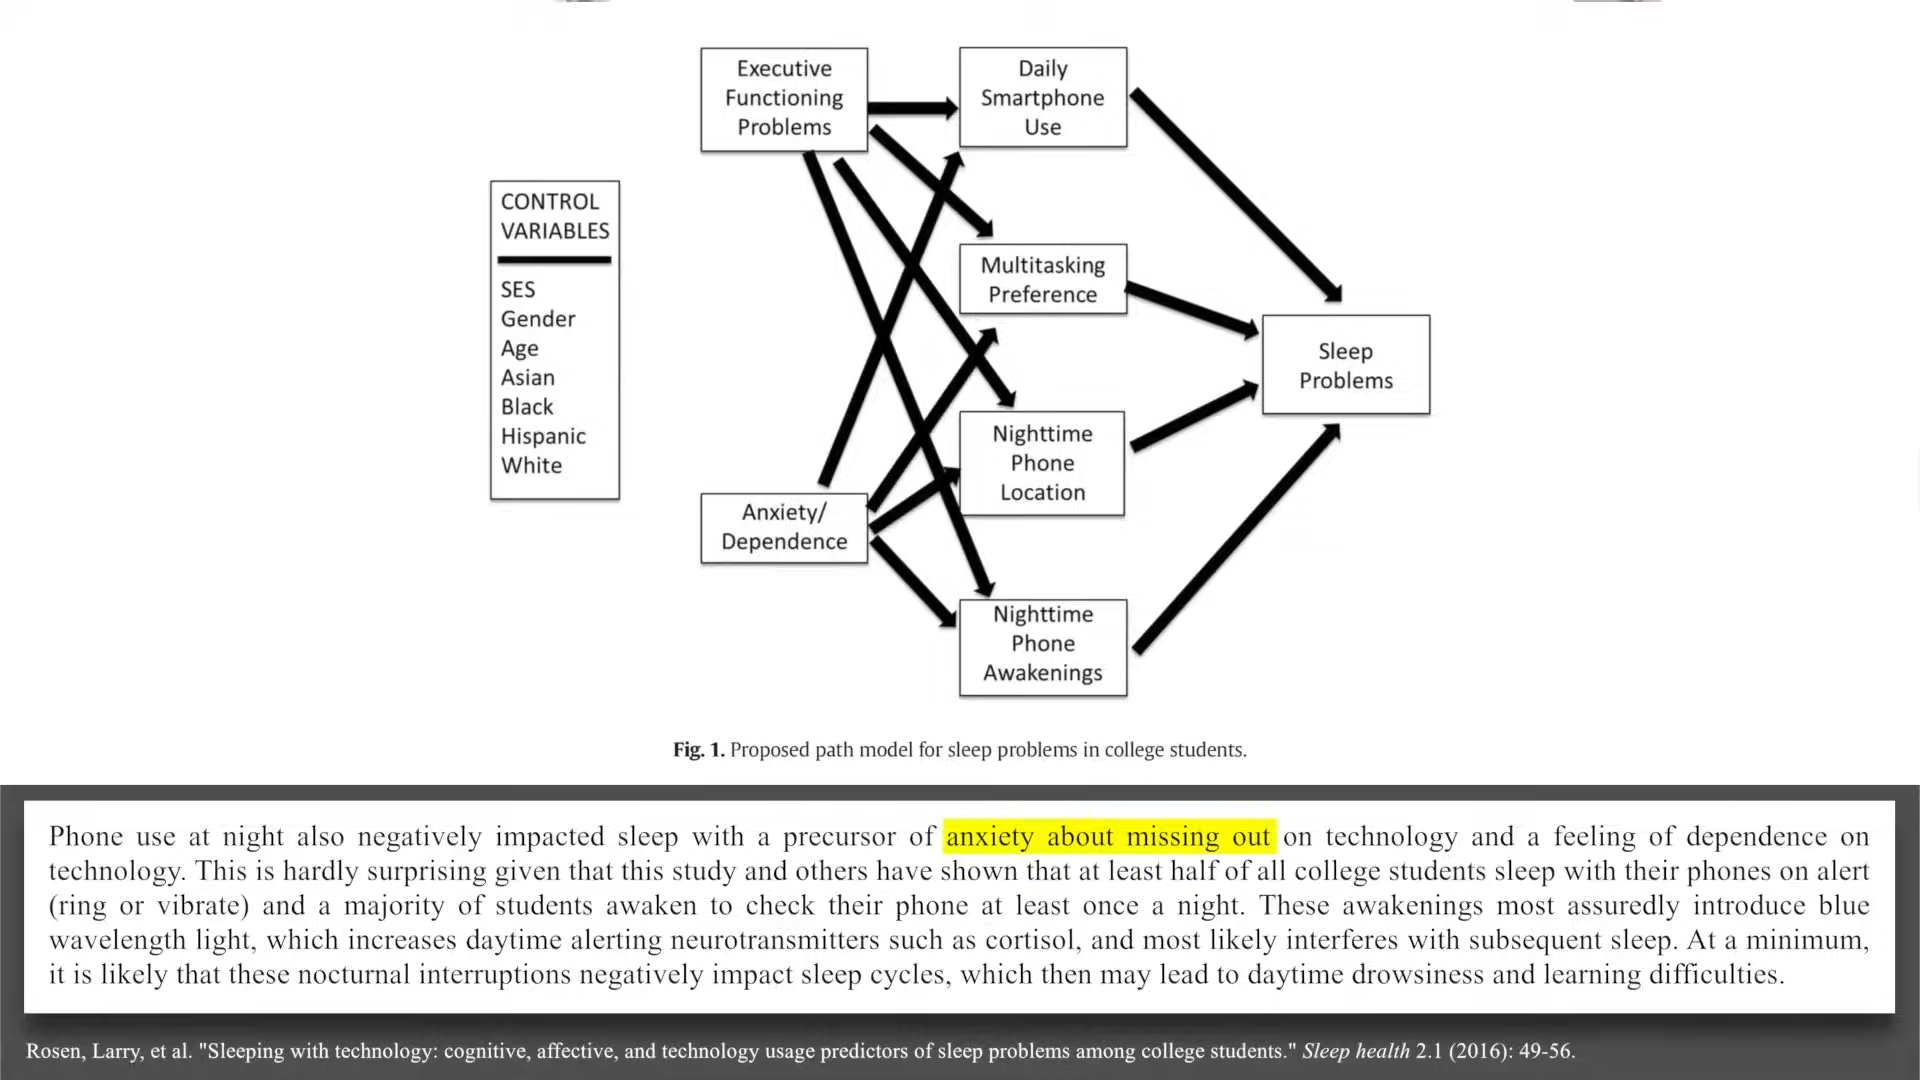 Executive
Functioning
Problems
Daily
Smartphone
Use
CONTROL
VARIABLES
SES
Gender
Age
Asian
Black
Hispanic
White
Multitasking
Preference
Sleep
Problems
Nighttime
Phone
Location
Anxiety/
Dependence
Nighttime
Phone
Awakenings
Fig. 1. Proposed path model for sleep problems in college students.
Phone use at night also negatively impacted sleep with a precursor of anxiety about missing out on technology and a feeling of dependence on
technology. This is hardly surprising given that this study and others have shown that at least half of all college students sleep with their phones on alert
(ring or vibrate) and a majority of students awaken to check their phone at least once a night. These awakenings most assuredly introduce blue
wavelength light, which increases daytime alerting neurotransmitters such as cortisol, and most likely interferes with subsequent sleep. At a minimum,
it is likely that these nocturnal interruptions negatively impact sleep cycles, which then may lead to daytime drowsiness and learning difficulties.
Rosen, Larry, et al. "Sleeping with technology: cognitive, affective, and technology usage predictors of sleep problems among college students." Sleep health 2.1 (2016): 49-56.